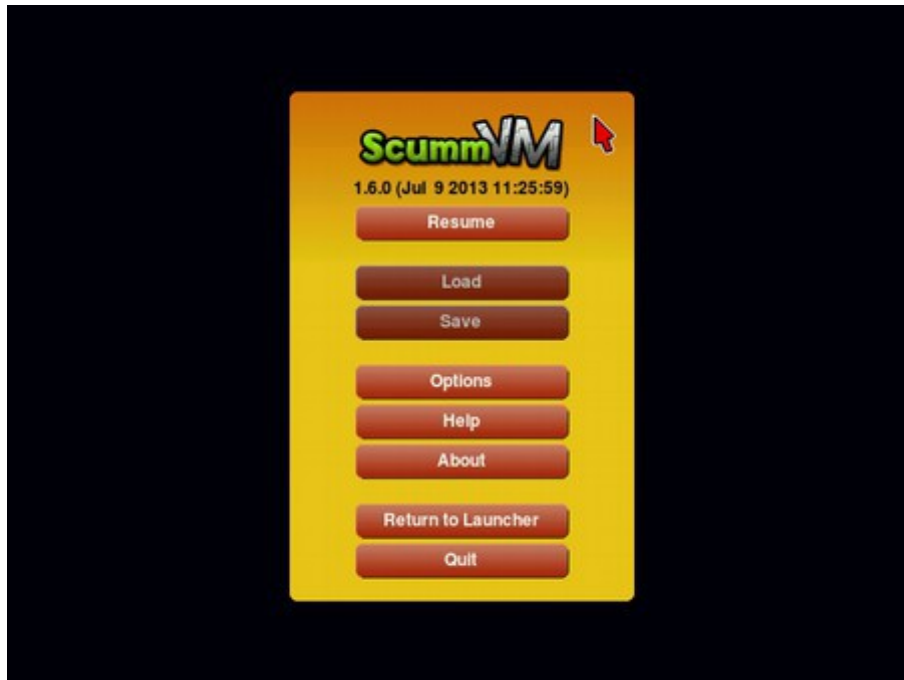 ScummVM
1.6.0 (Jul 9 2013 11:25:59)
Resume
Load
Save
Options
Help
About
Return to Launcher
Quit